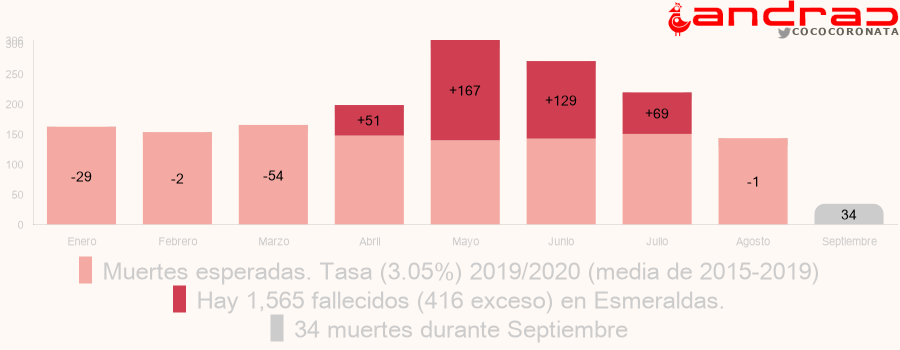 andrac
COCOCORONATA
306
300
250
200
150
100
50
0
-29
-2
-54
+51
+167
+129
+69
-1
34
Enero
Febrero
Marzo
Abril
Mayo
Junio
Julio
Agosto
Septiembre
Muertes esperadas. Tasa (3.05%) 2019/2020 (media de 2015-2019)
Hay 1,565 fallecidos (416 exceso) en Esmeraldas.
34 muertes durante Septiembre